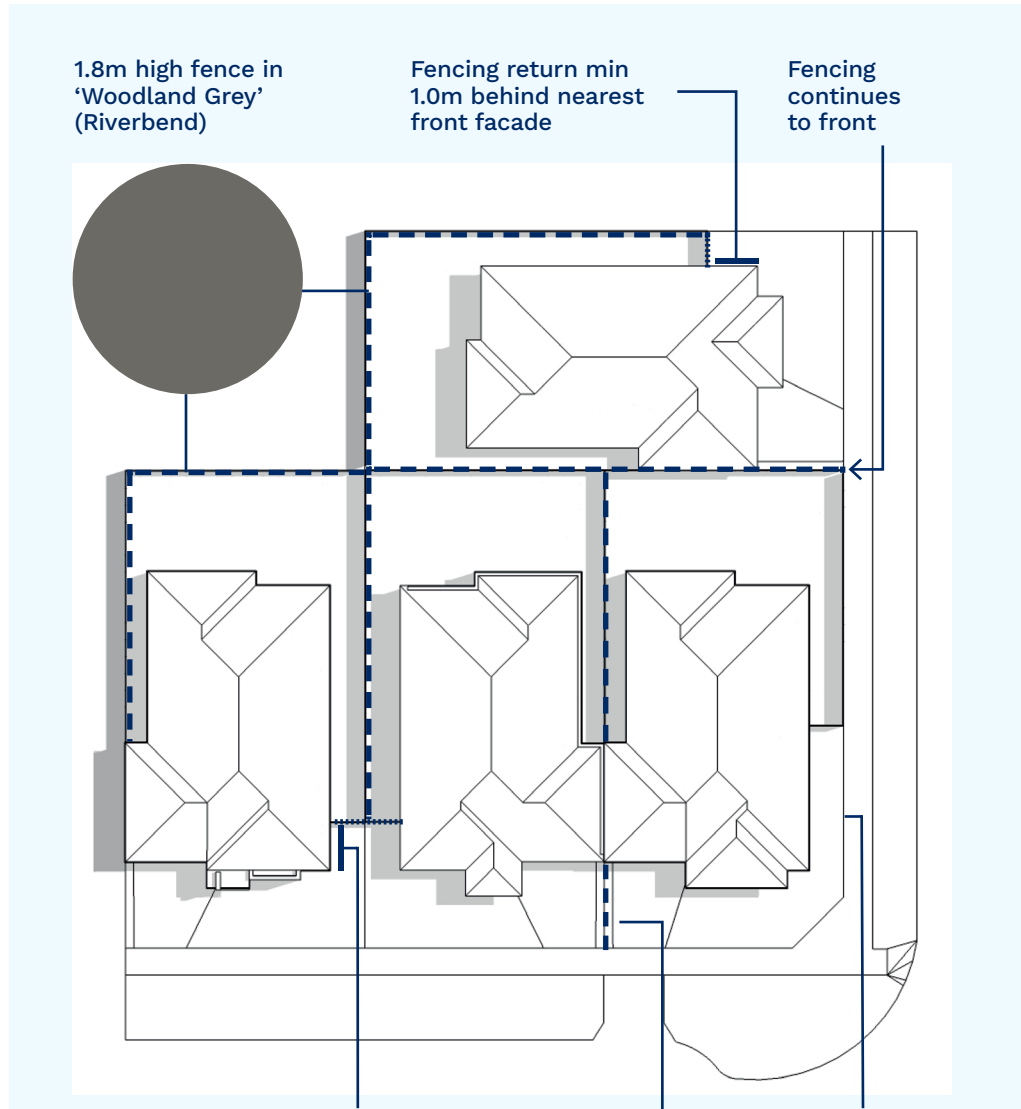 1.8m high fence in
‘Woodland Grey’
(Riverbend)
Fencing return min
1.0m behind nearest
front facade
Fencing
continues
to front